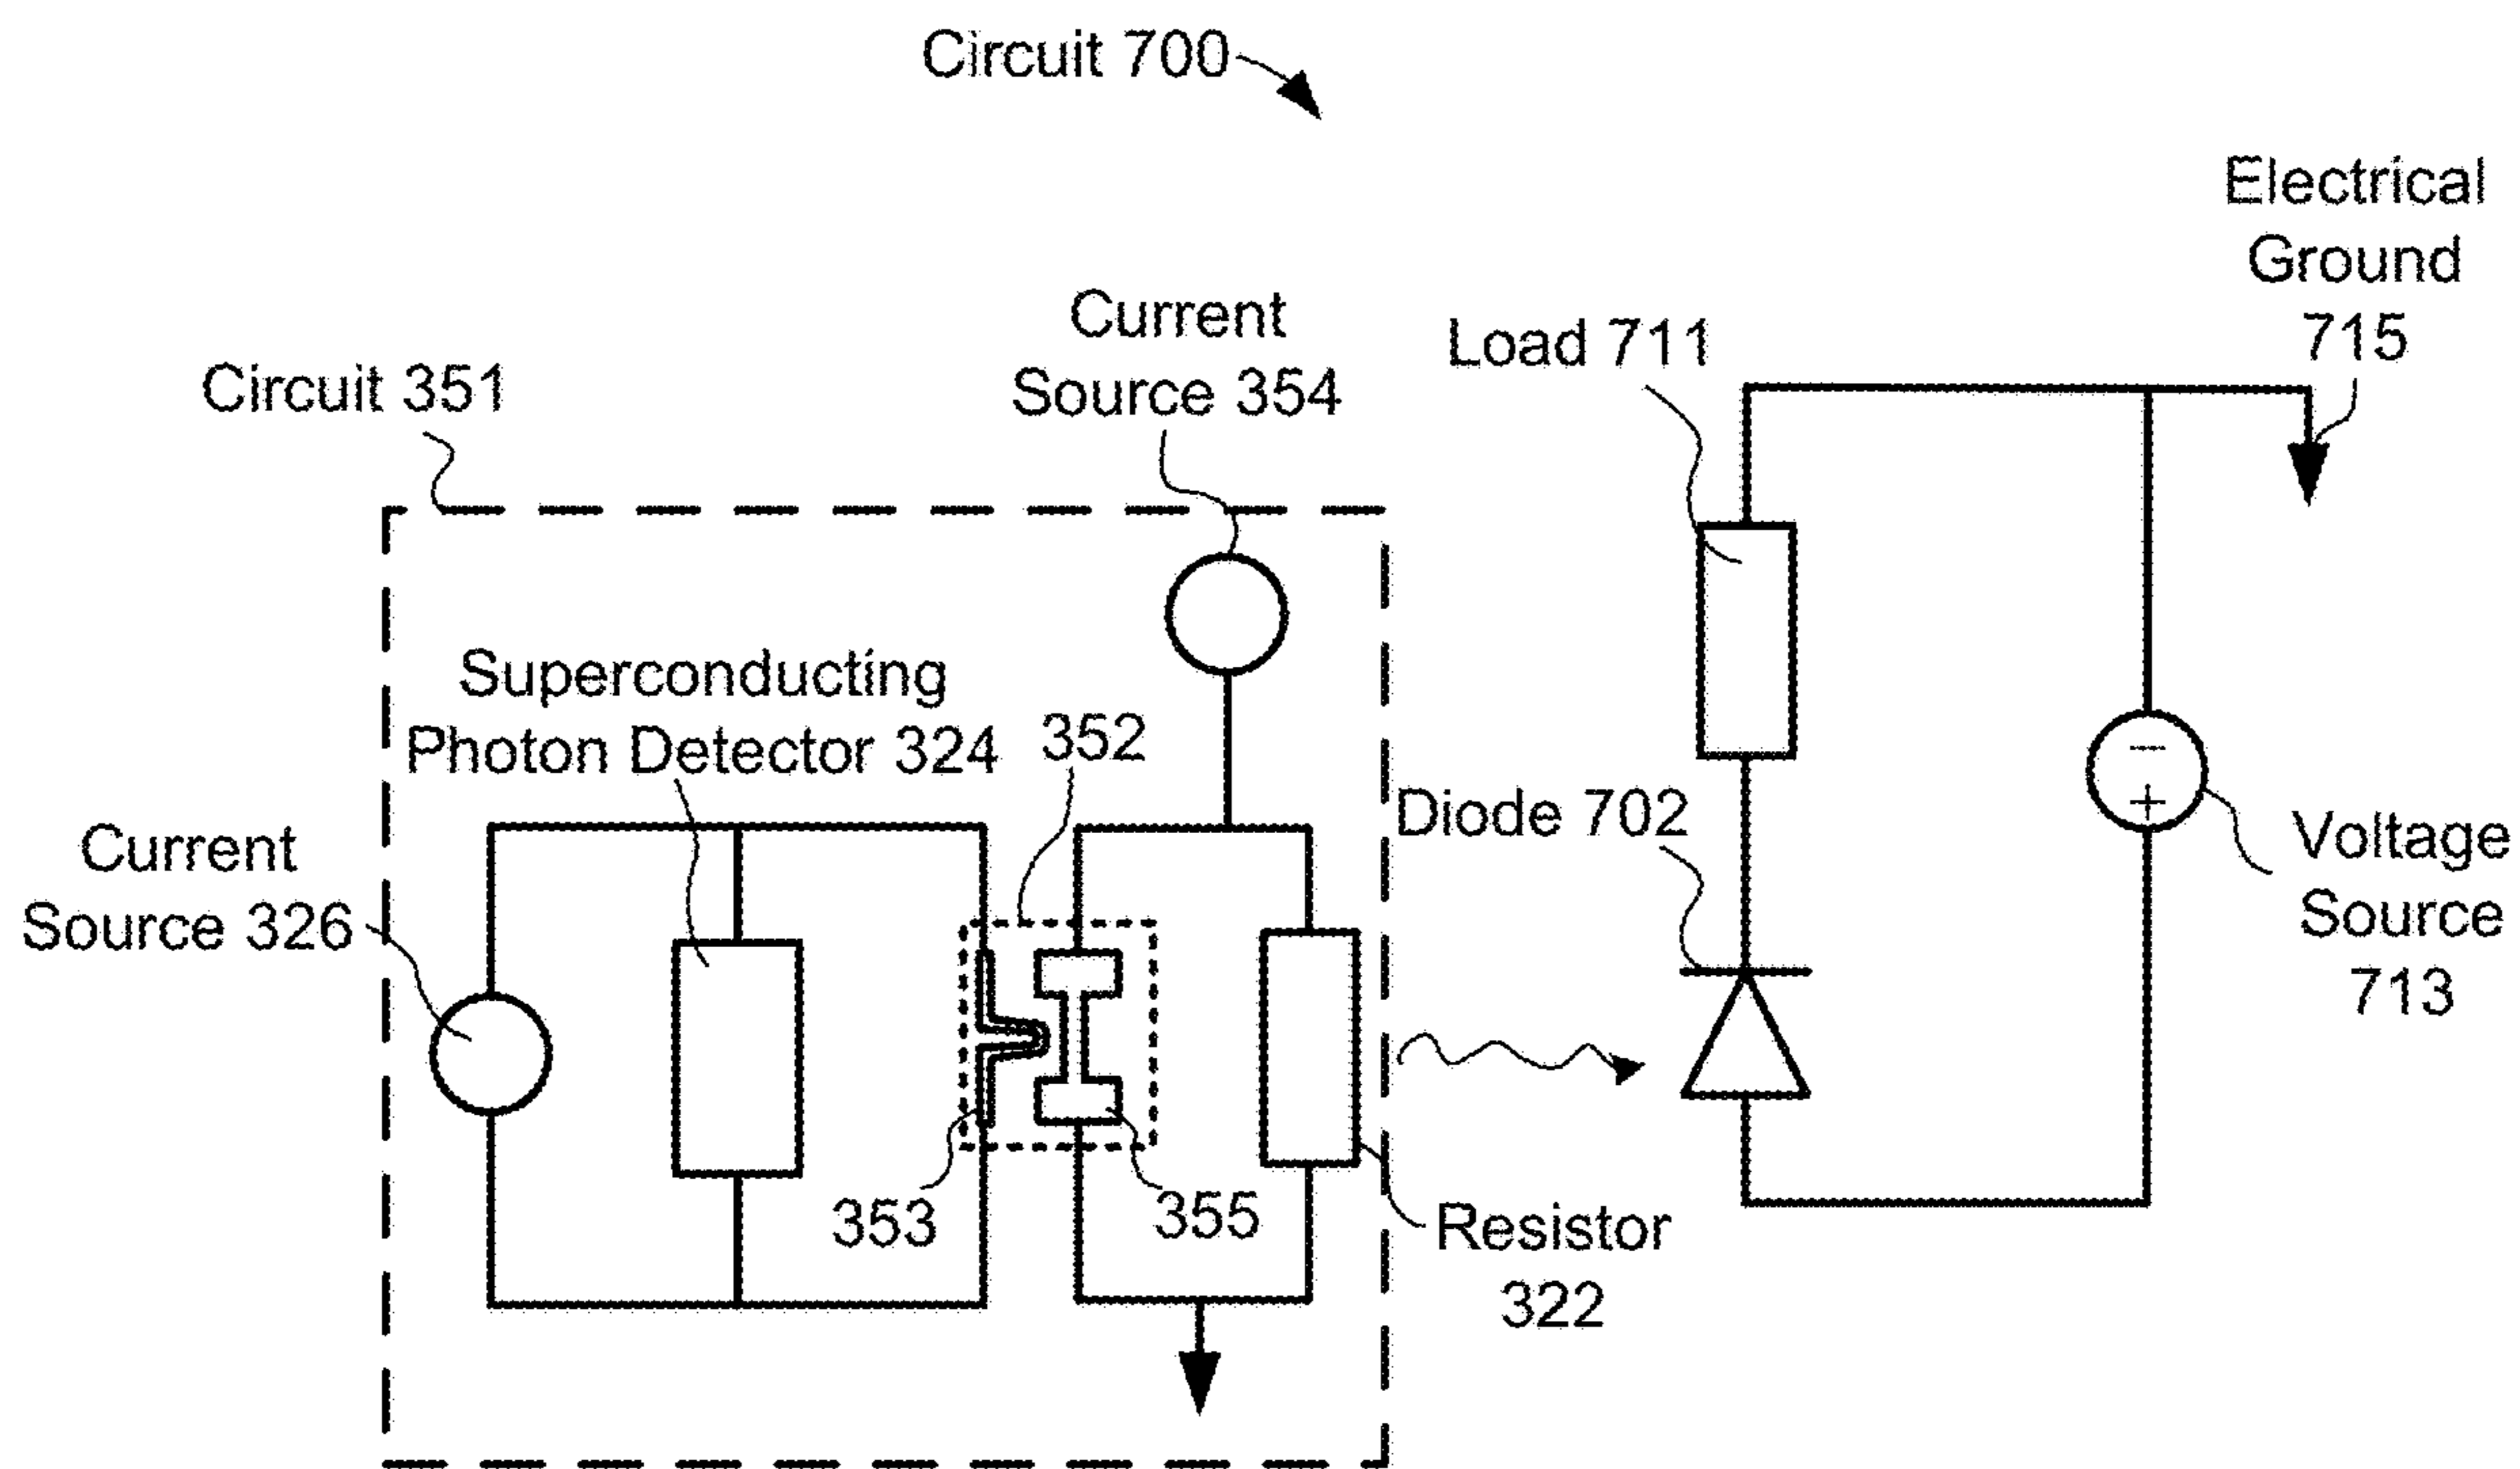 Circuit 700
Electrical
Ground
715
Current
Source 354
Load 711
Circuit 351
Superconducting
Photon Detector 324
352
Diode 702
Current
Source 326
Voltage
Source
713
−
+
353
355
Resistor
322